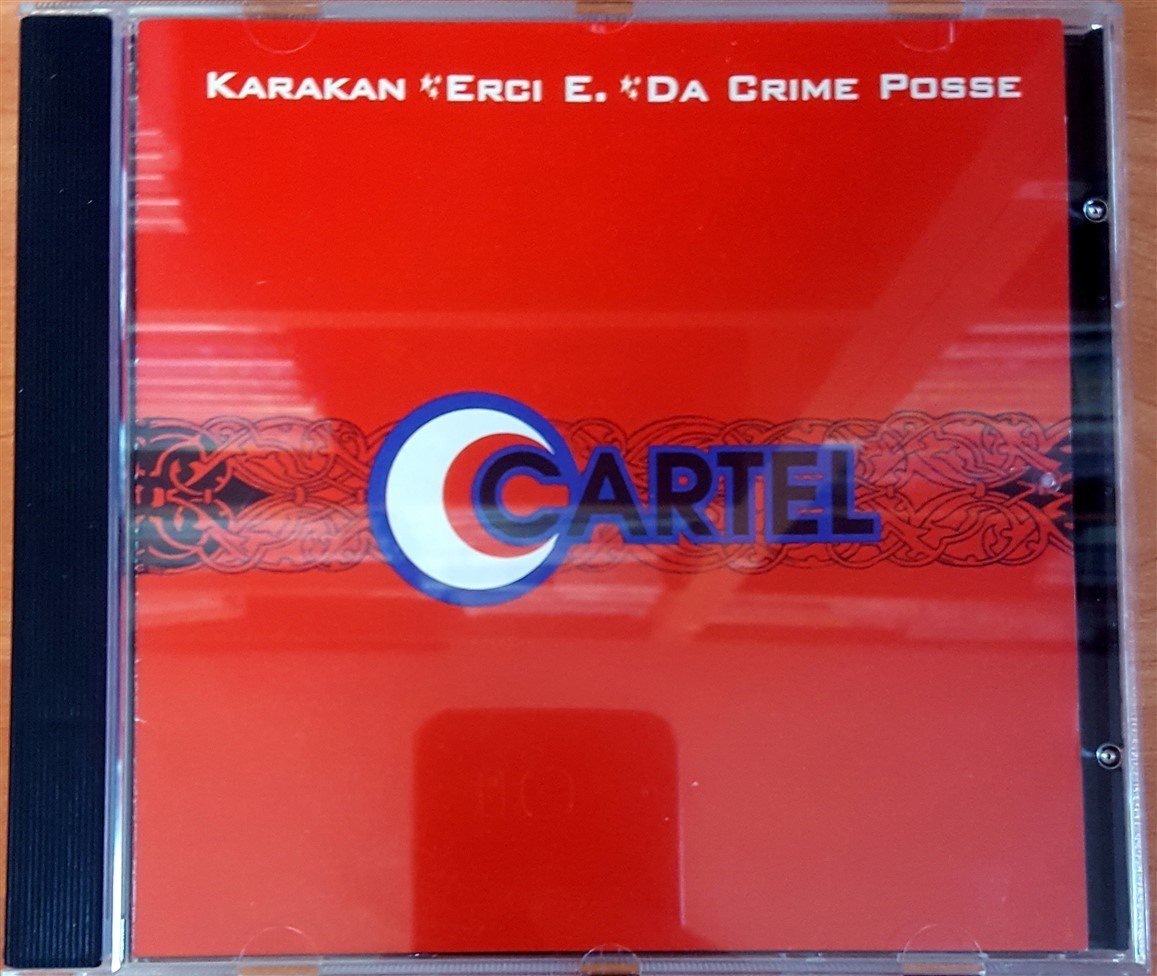 KARAKAN ERCI E. DA CRIME POSSE
CARTEL